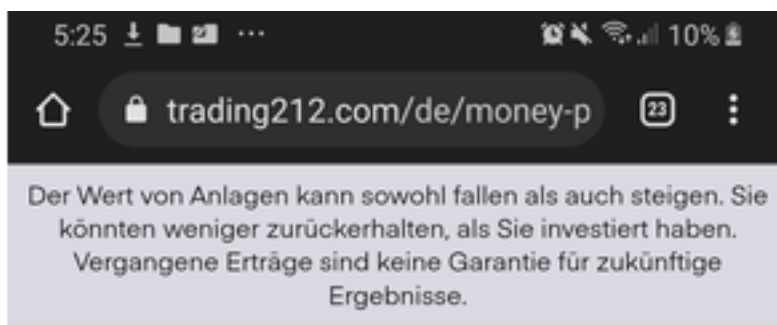 5:25 ··· 10%
trading212.com/de/money-p 23
Der Wert von Anlagen kann sowohl fallen als auch steigen. Sie
könnten weniger zurückerhalten, als Sie investiert haben.
Vergangene Erträge sind keine Garantie für zukünftige
Ergebnisse.